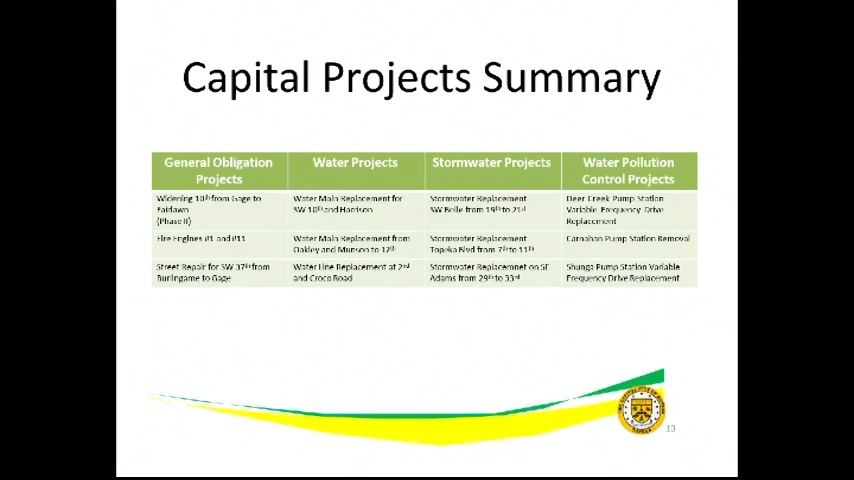 Capital Projects Summary
General Obligation Projects
Water Projects
Stormwater Projects
Water Pollution Control Projects
Widening 10th from Gage to
Fairlawn
(Phase II)
Water Main Replacement for
SW 10th and Harrison
Stormwater Replacement
SW Belle from 19th to 21st
Deer Creek Pump Station
Variable Frequency Drive
Replacement
Fire Engines #1 and #11
Water Main Replacement from
Oakley and Munson to 12th
Stormwater Replacement
Topeka Blvd from 7th to 11th
Carnahan Pump Station Removal
Street Repair for SW 37th from
Burlingame to Gage
Water Line Replacement at 2nd
and Croco Road
Stormwater Replacemnet on SE
Adams from 29th to 33rd
Shunga Pump Station Variable
Frequency Drive Replacement
13